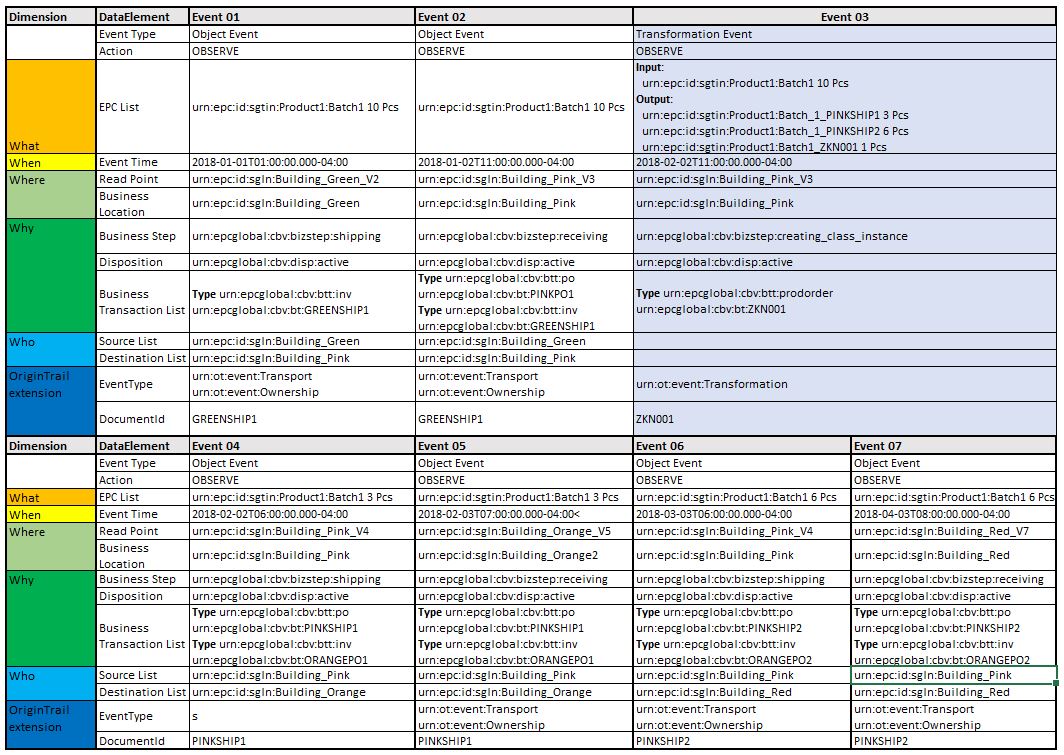 Dimension DataElement Event 01 Event 02 Event 03
Event Type Object Event Object Event Transformation Event
Action OBSERVE OBSERVE OBSERVE
What EPC List urn:epc:id:sgtin:Product1:Batch1 10 Pcs urn:epc:id:sgtin:Product1:Batch1 10 Pcs Input:
urn:epc:id:sgtin:Product1:Batch1 10 Pcs
Output:
urn:epc:id:sgtin:Product1:Batch_1_PINKSHIP1 3 Pcs
urn:epc:id:sgtin:Product1:Batch_1_PINKSHIP2 6 Pcs
urn:epc:id:sgtin:Product1:Batch1_ZKN001 1 Pcs
When Event Time 2018-01-01T01:00:00.000-04:00 2018-01-02T11:00:00.000-04:00 2018-02-02T11:00:00.000-04:00
Where Read Point urn:epc:id:sgln:Building_Green_V2 urn:epc:id:sgln:Building_Pink_V3 urn:epc:id:sgln:Building_Pink_V3
Business
Location urn:epc:id:sgln:Building_Green urn:epc:id:sgln:Building_Pink urn:epc:id:sgln:Building_Pink
Why Business Step urn:epcglobal:cbv:bizstep:shipping urn:epcglobal:cbv:bizstep:receiving urn:epcglobal:cbv:bizstep:creating_class_instance
Disposition urn:epcglobal:cbv:disp:active urn:epcglobal:cbv:disp:active urn:epcglobal:cbv:disp:active
Business
Transaction List Type urn:epcglobal:cbv:btt:inv
urn:epcglobal:cbv:bt:GREENSHIP1 Type urn:epcglobal:cbv:btt:po
urn:epcglobal:cbv:bt:PINKPO1
Type urn:epcglobal:cbv:btt:inv
urn:epcglobal:cbv:bt:GREENSHIP1 Type urn:epcglobal:cbv:btt:prodorder
urn:epcglobal:cbv:bt:ZKN001
Who Source List urn:epc:id:sgln:Building_Green urn:epc:id:sgln:Building_Green
Destination List urn:epc:id:sgln:Building_Pink urn:epc:id:sgln:Building_Pink
OriginTrail
extension EventType urn:ot:event:Transport
urn:ot:event:Ownership urn:ot:event:Transport
urn:ot:event:Ownership urn:ot:event:Transformation
DocumentId GREENSHIP1 GREENSHIP1 ZKN001
Dimension DataElement Event 04 Event 05 Event 06 Event 07
Event Type Object Event Object Event Object Event Object Event
Action OBSERVE OBSERVE OBSERVE OBSERVE
What EPC List urn:epc:id:sgtin:Product1:Batch1 3 Pcs urn:epc:id:sgtin:Product1:Batch1 3 Pcs urn:epc:id:sgtin:Product1:Batch1 6 Pcs urn:epc:id:sgtin:Product1:Batch1 6 Pcs
When Event Time 2018-02-02T06:00:00.000-04:00 2018-02-03T07:00:00.000-04:00< 2018-03-03T06:00:00.000-04:00 2018-04-03T08:00:00.000-04:00
Where Read Point urn:epc:id:sgln:Building_Pink_V4 urn:epc:id:sgln:Building_Orange_V5 urn:epc:id:sgln:Building_Pink_V4 urn:epc:id:sgln:Building_Red_V7
Business
Location urn:epc:id:sgln:Building_Pink urn:epc:id:sgln:Building_Orange2 urn:epc:id:sgln:Building_Pink urn:epc:id:sgln:Building_Red
Why Business Step urn:epcglobal:cbv:bizstep:shipping urn:epcglobal:cbv:bizstep:receiving urn:epcglobal:cbv:bizstep:shipping urn:epcglobal:cbv:bizstep:receiving
Disposition urn:epcglobal:cbv:disp:active urn:epcglobal:cbv:disp:active urn:epcglobal:cbv:disp:active urn:epcglobal:cbv:disp:active
Business
Transaction List Type urn:epcglobal:cbv:btt:po
urn:epcglobal:cbv:bt:PINKSHIP1
Type urn:epcglobal:cbv:btt:inv
urn:epcglobal:cbv:bt:ORANGEPO1 Type urn:epcglobal:cbv:btt:po
urn:epcglobal:cbv:bt:PINKSHIP1
Type urn:epcglobal:cbv:btt:inv
urn:epcglobal:cbv:bt:ORANGEPO1 Type urn:epcglobal:cbv:btt:po
urn:epcglobal:cbv:bt:PINKSHIP2
Type urn:epcglobal:cbv:btt:inv
urn:epcglobal:cbv:bt:ORANGEPO2 Type urn:epcglobal:cbv:btt:po
urn:epcglobal:cbv:bt:PINKSHIP2
Type urn:epcglobal:cbv:btt:inv
urn:epcglobal:cbv:bt:ORANGEPO2
Who Source List urn:epc:id:sgln:Building_Pink urn:epc:id:sgln:Building_Pink urn:epc:id:sgln:Building_Pink urn:epc:id:sgln:Building_Pink
Destination List urn:epc:id:sgln:Building_Orange urn:epc:id:sgln:Building_Orange urn:epc:id:sgln:Building_Red urn:epc:id:sgln:Building_Red
OriginTrail
extension EventType s urn:ot:event:Transport
urn:ot:event:Ownership urn:ot:event:Transport
urn:ot:event:Ownership urn:ot:event:Transport
urn:ot:event:Ownership
DocumentId PINKSHIP1 PINKSHIP1 PINKSHIP2 PINKSHIP2